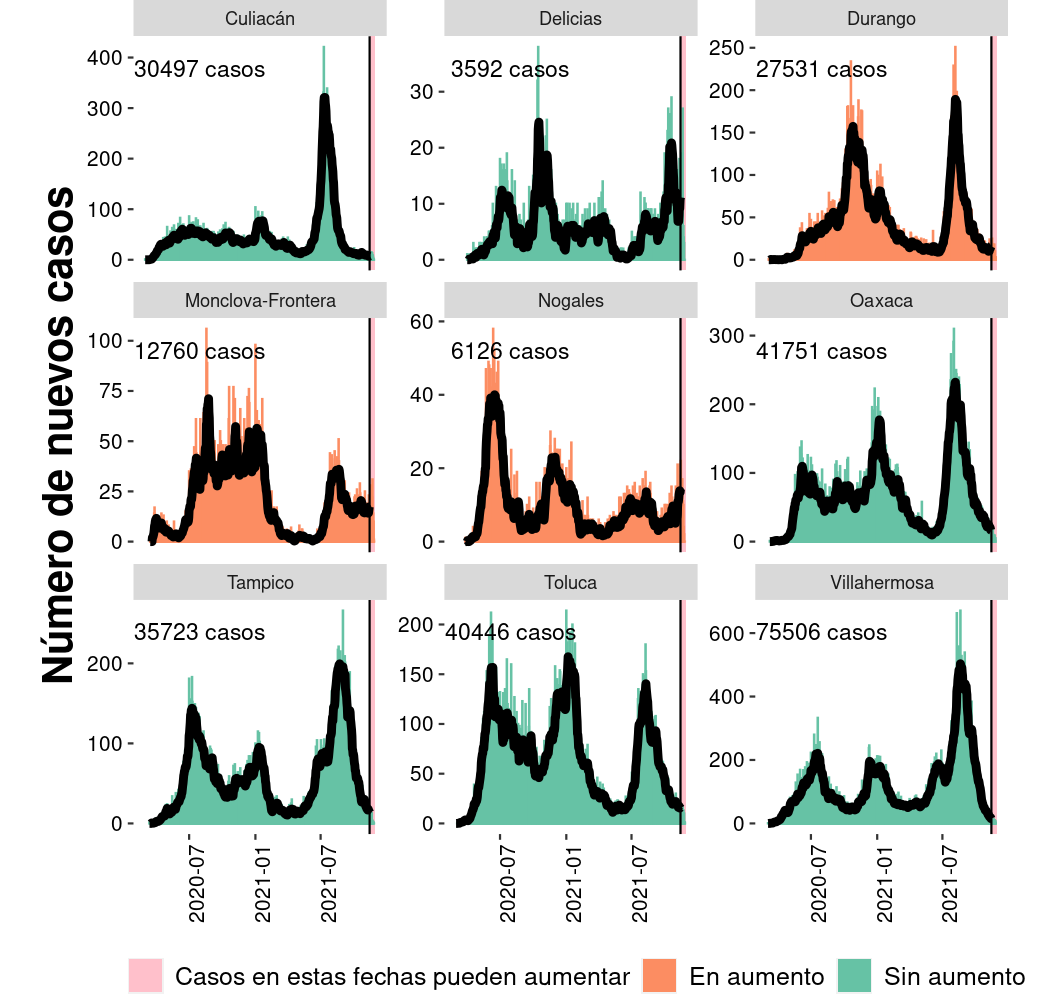 Número de nuevos casos
Culiacán
400
300
200
100
0
30497 casos
Delicias
30
20
10
0
3592 casos
Durango
250
200
150
100
50
0
27531 casos
Monclova-Frontera
100
75
50
25
0
12760 casos
Nogales
60
40
20
0
6126 casos
Oaxaca
300
200
100
0
41751 casos
Tampico
200
100
0
35723 casos
2020-07
2021-01
2021-07
Toluca
200
150
100
50
0
40446 casos
2020-07
2021-01
2021-07
Villahermosa
600
400
200
0
75506 casos
2020-07
2021-01
2021-07
Casos en estas fechas pueden aumentar
En aumento
Sin aumento